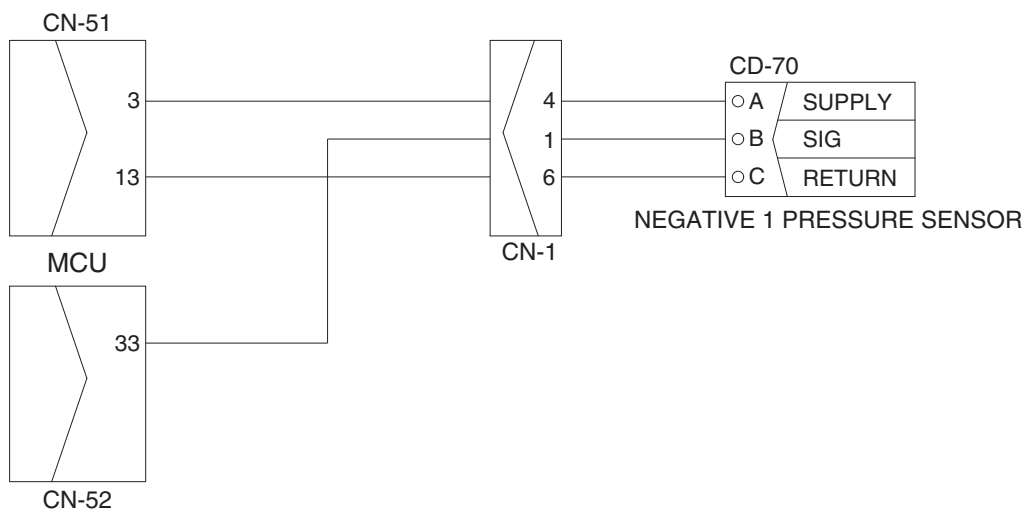 CN-51
3
13
MCU
33
CN-52
4
1
6
CN-1
CD-70
A SUPPLY
B SIG
C RETURN
NEGATIVE 1 PRESSURE SENSOR